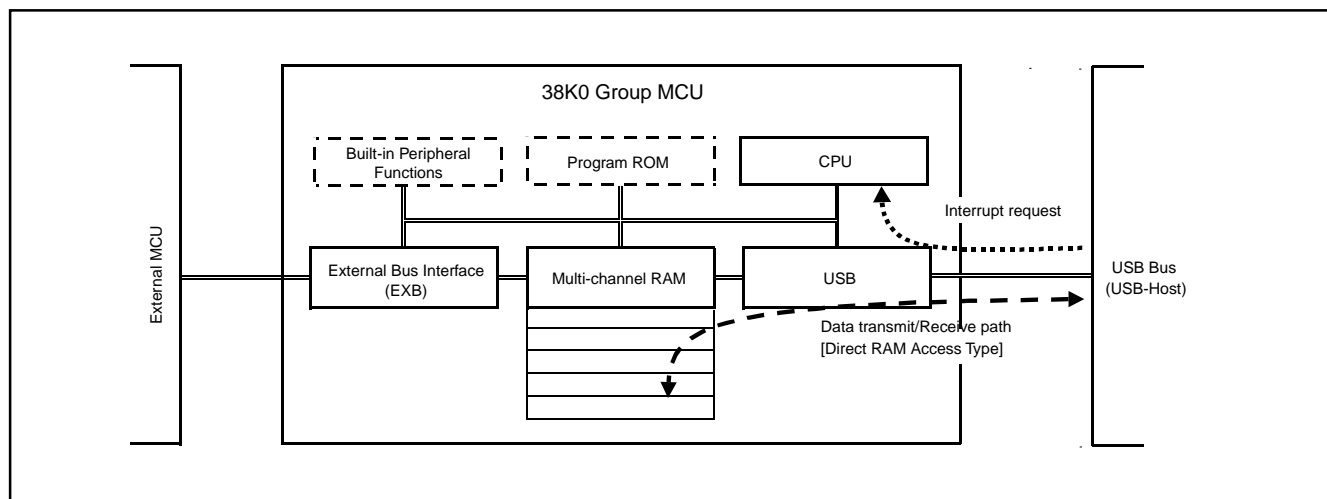 38K0 Group MCU
Built-in Peripheral
Functions
Program ROM
CPU
Interrupt request
External MCU
External Bus Interface
(EXB)
Multi-channel RAM
USB
USB Bus
(USB-Host)
Data transmit/Receive path
[Direct RAM Access Type]